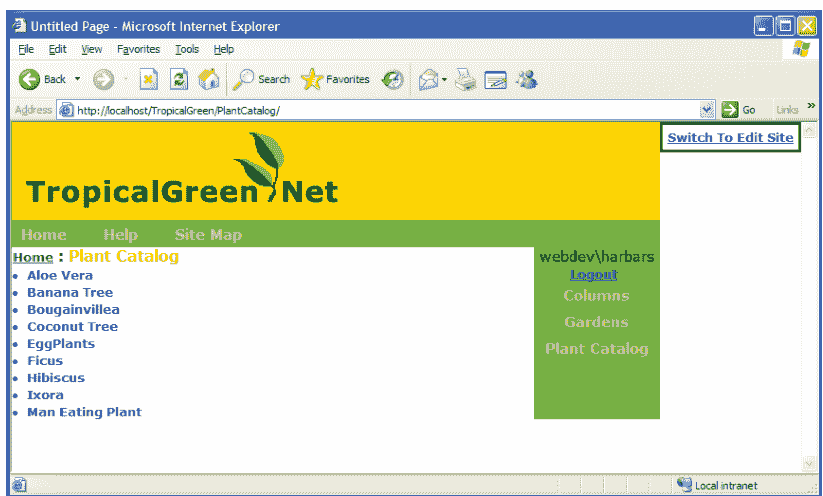 Untitled Page - Microsoft Internet Explorer
File Edit View Favorites Tools Help
Back Search Favorites
Address http://localhost/TropicalGreen/PlantCatalog/ Go Links »
Switch To Edit Site
TropicalGreen Net
Home Help Site Map
Home : Plant Catalog
webdev\harbars
Logout
Columns
Gardens
Plant Catalog
• Aloe Vera
• Banana Tree
• Bougainvillea
• Coconut Tree
• EggPlants
• Ficus
• Hibiscus
• Ixora
• Man Eating Plant
Local intranet